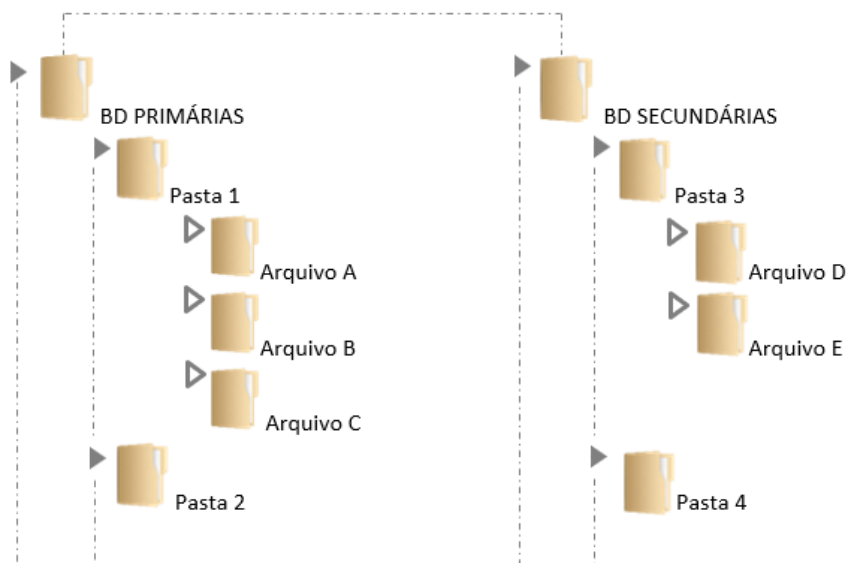 BD PRIMÁRIAS
Pasta 1
Arquivo A
Arquivo B
Arquivo C
Pasta 2
BD SECUNDÁRIAS
Pasta 3
Arquivo D
Arquivo E
Pasta 4